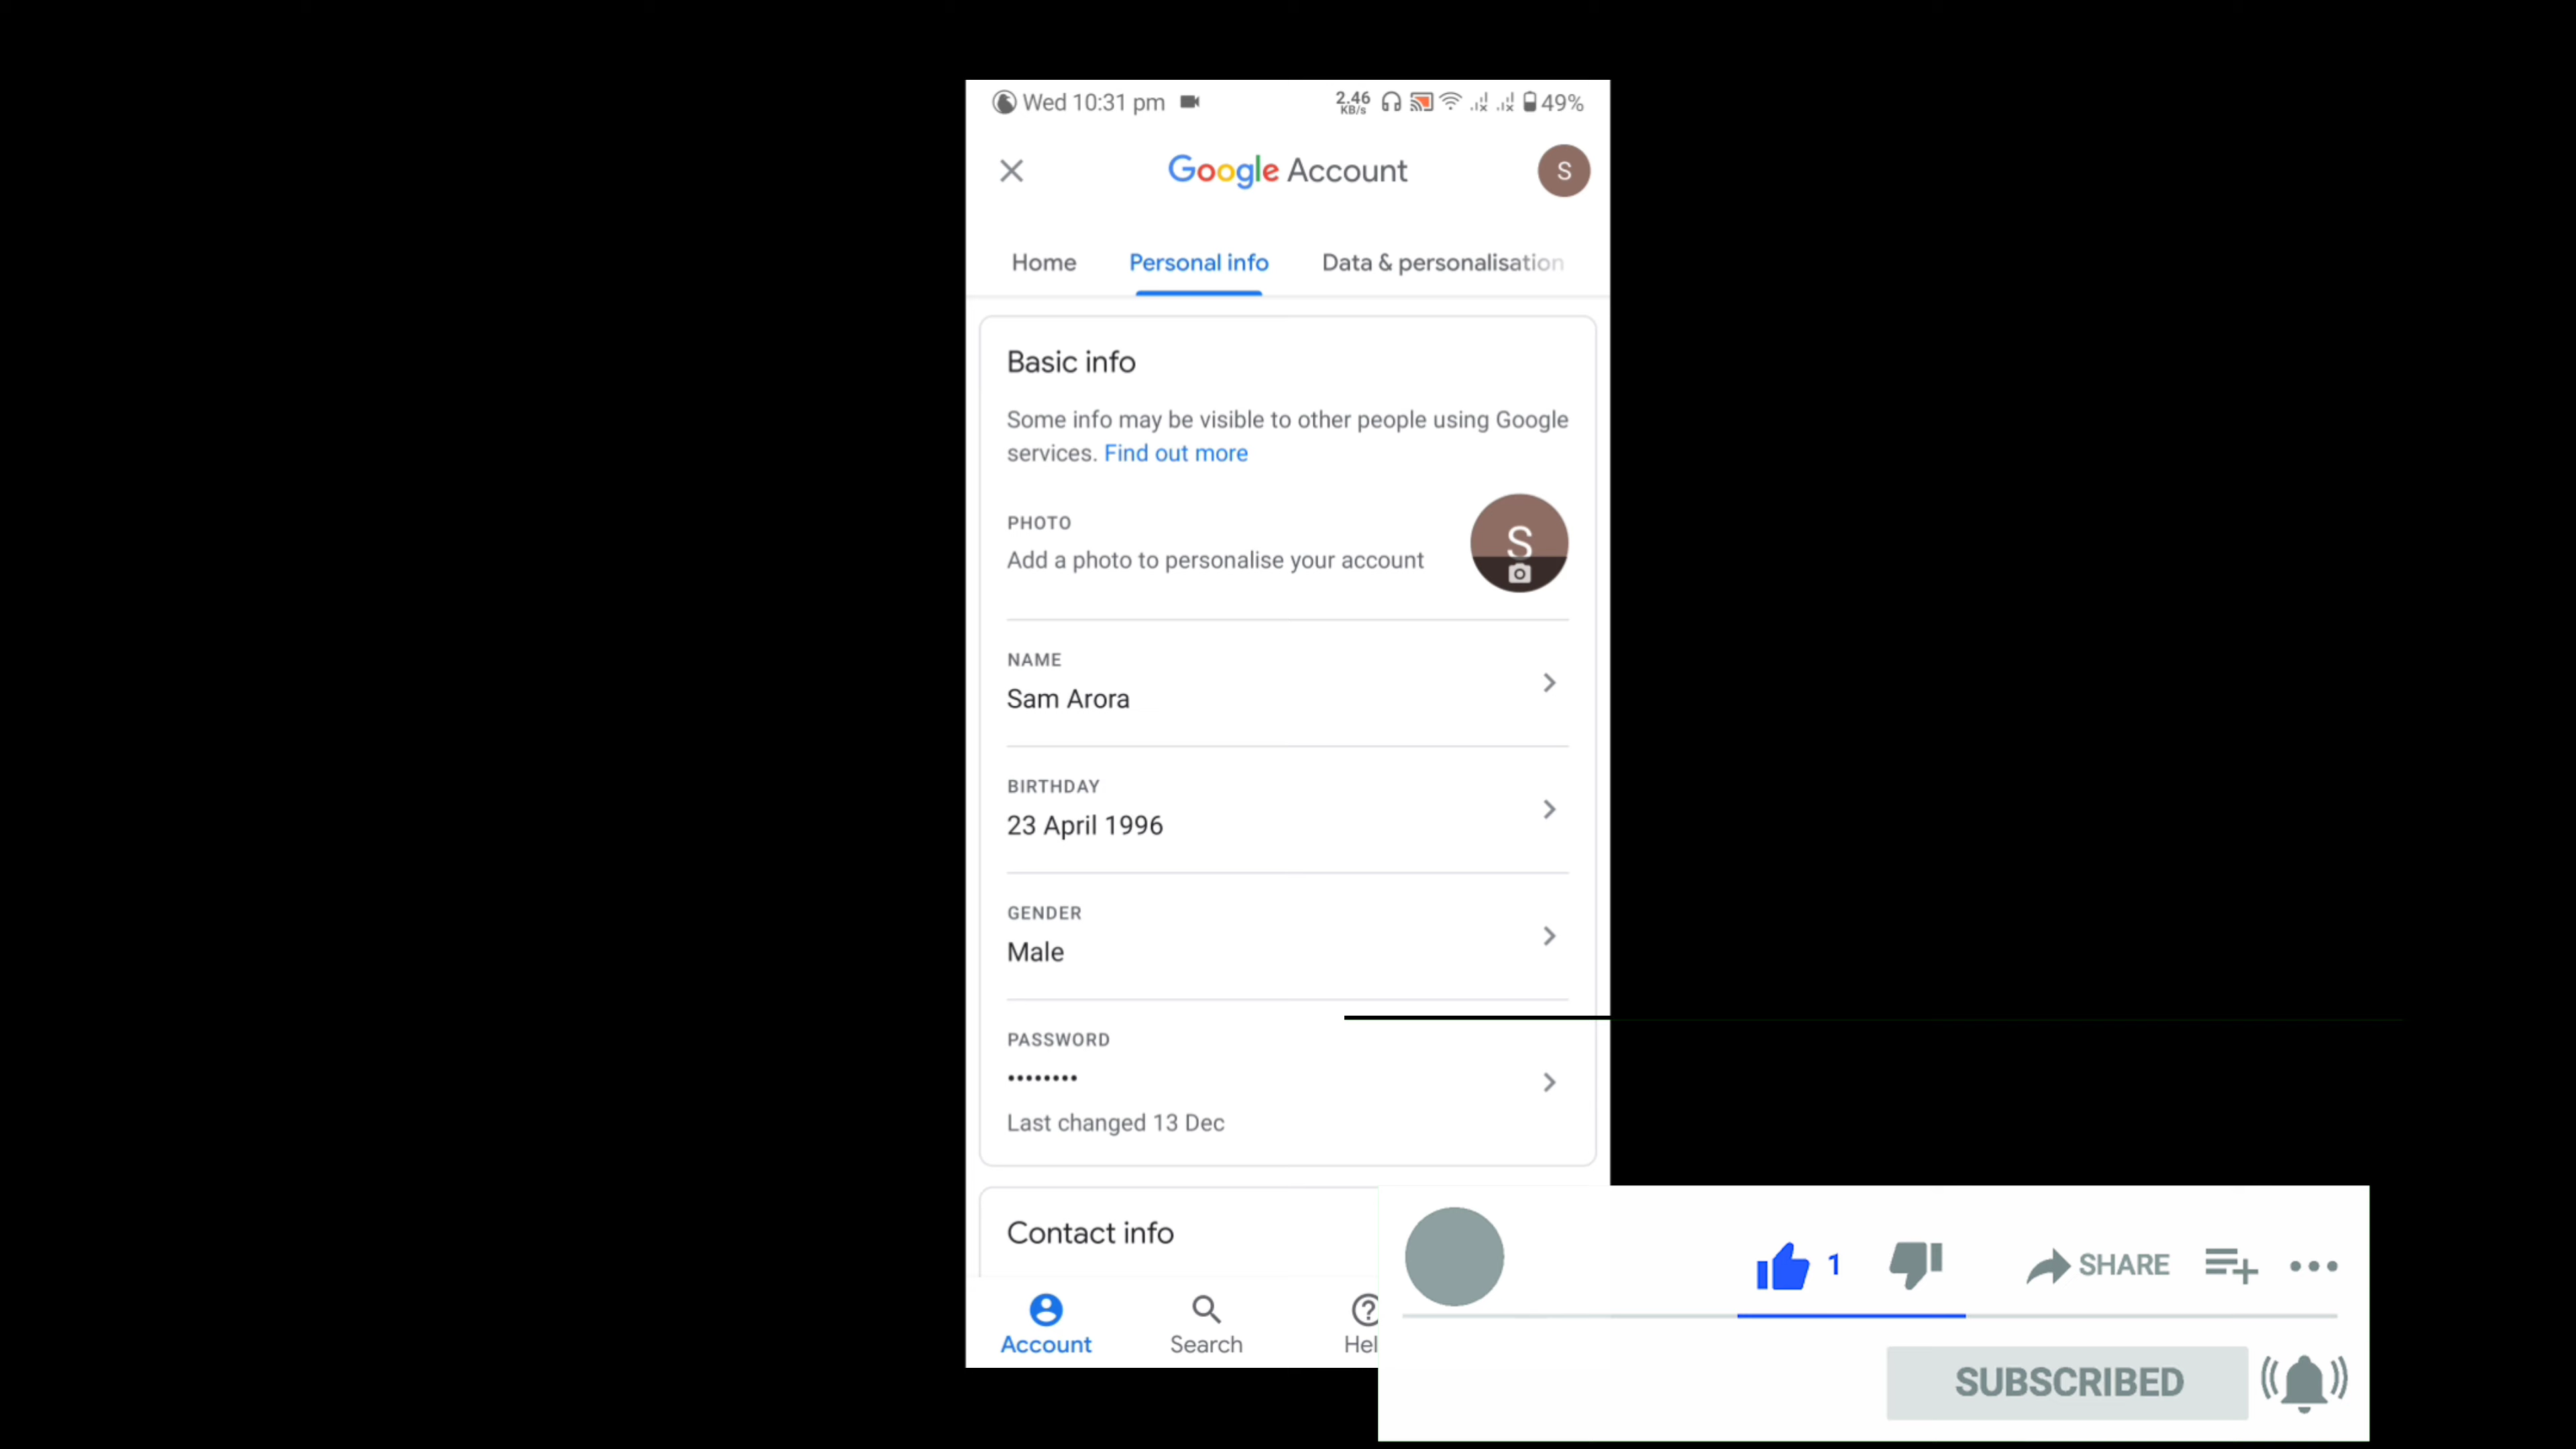 Wed 10:31 pm
2.46
KB/s
49%
Google Account
S
Home
Personal info
Data & personalisation
Basic info
Some info may be visible to other people using Google
services. Find out more
PHOTO
Add a photo to personalise your account
S
NAME
Sam Arora
BIRTHDAY
23 April 1996
GENDER
Male
PASSWORD
••••••••
Last changed 13 Dec
Contact info
1
SHARE
Account
Search
Hel
SUBSCRIBED